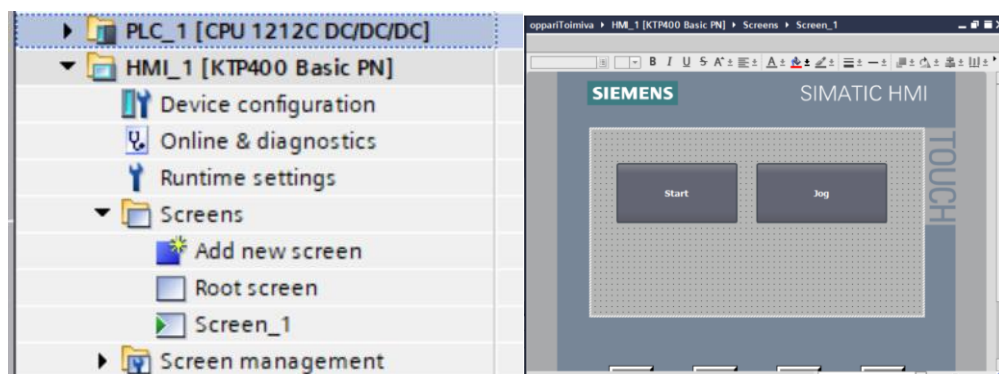 PLC_1 [CPU 1212C DC/DC/DC]
HMI_1 [KTP400 Basic PN]
Device configuration
Online & diagnostics
Runtime settings
Screens
Add new screen
Root screen
Screen_1
Screen management
oppariToimiva ▸ HMI_1 [KTP400 Basic PN] ▸ Screens ▸ Screen_1
B I U S A A
SIEMENS SIMATIC HMI
TOUCH
Start Jog